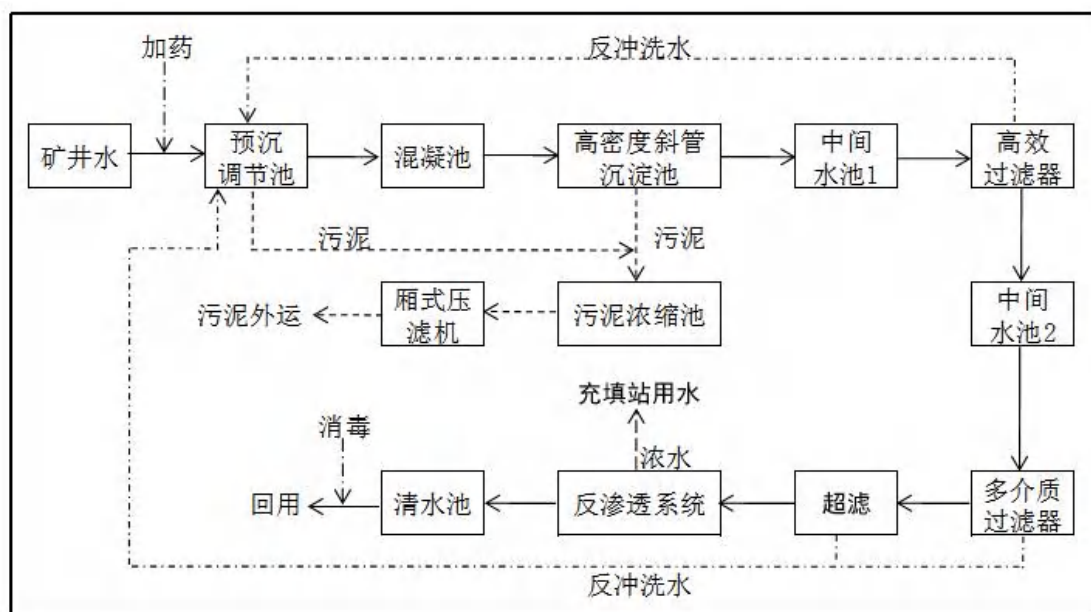 加药
反冲洗水
矿井水
预沉
调节池
混凝池
高密度斜管
沉淀池
中间
水池1
高效
过滤器
污泥
污泥
污泥外运
厢式压
滤机
污泥浓缩池
中间
水池2
充填站用水
消毒
浓水
回用
清水池
反渗透系统
超滤
多介质
过滤器
反冲洗水